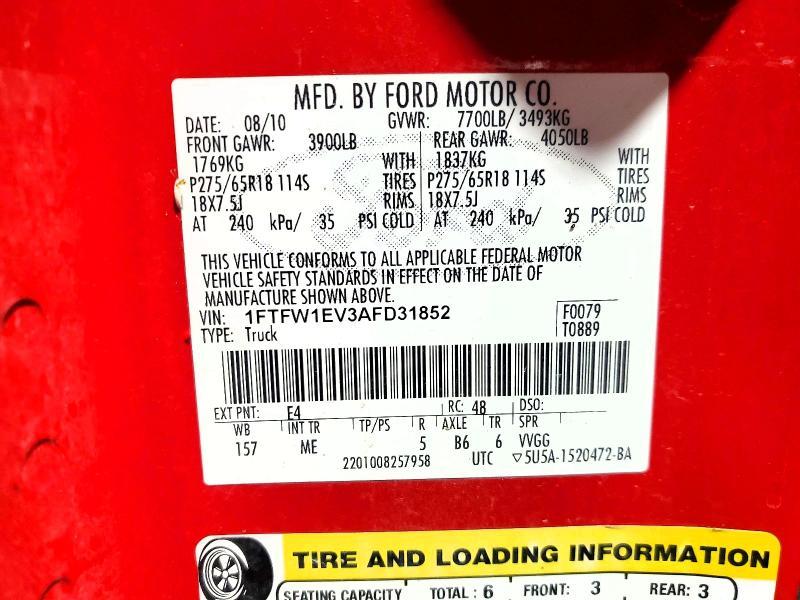 MFD. BY FORD MOTOR CO.
DATE: 08/10 GVWR: 7700LB/ 3493KG
FRONT GAWR: 3900LB REAR GAWR: 4050LB
1769KG WITH 1837KG WITH
P275/65R18 114S TIRES P275/65R18 114S TIRES
18X7.5J RIMS 18X7.5J RIMS
AT 240 kPa/ 35 PSI COLD AT 240 kPa/ 35 PSI COLD
THIS VEHICLE CONFORMS TO ALL APPLICABLE FEDERAL MOTOR
VEHICLE SAFETY STANDARDS IN EFFECT ON THE DATE OF
MANUFACTURE SHOWN ABOVE.
VIN: 1FTFW1EV3AFD31852 F0079
TYPE: Truck T0889
EXT PNT: E4 RC: 48 DSO:
WB INT TR TP/PS R AXLE TR SPR
157 ME 5 B6 6 VVGG
2201008257958 UTC ▽5U5A-1520472-BA
TIRE AND LOADING INFORMATION
SEATING CAPACITY TOTAL : 6 FRONT: 3 REAR: 3